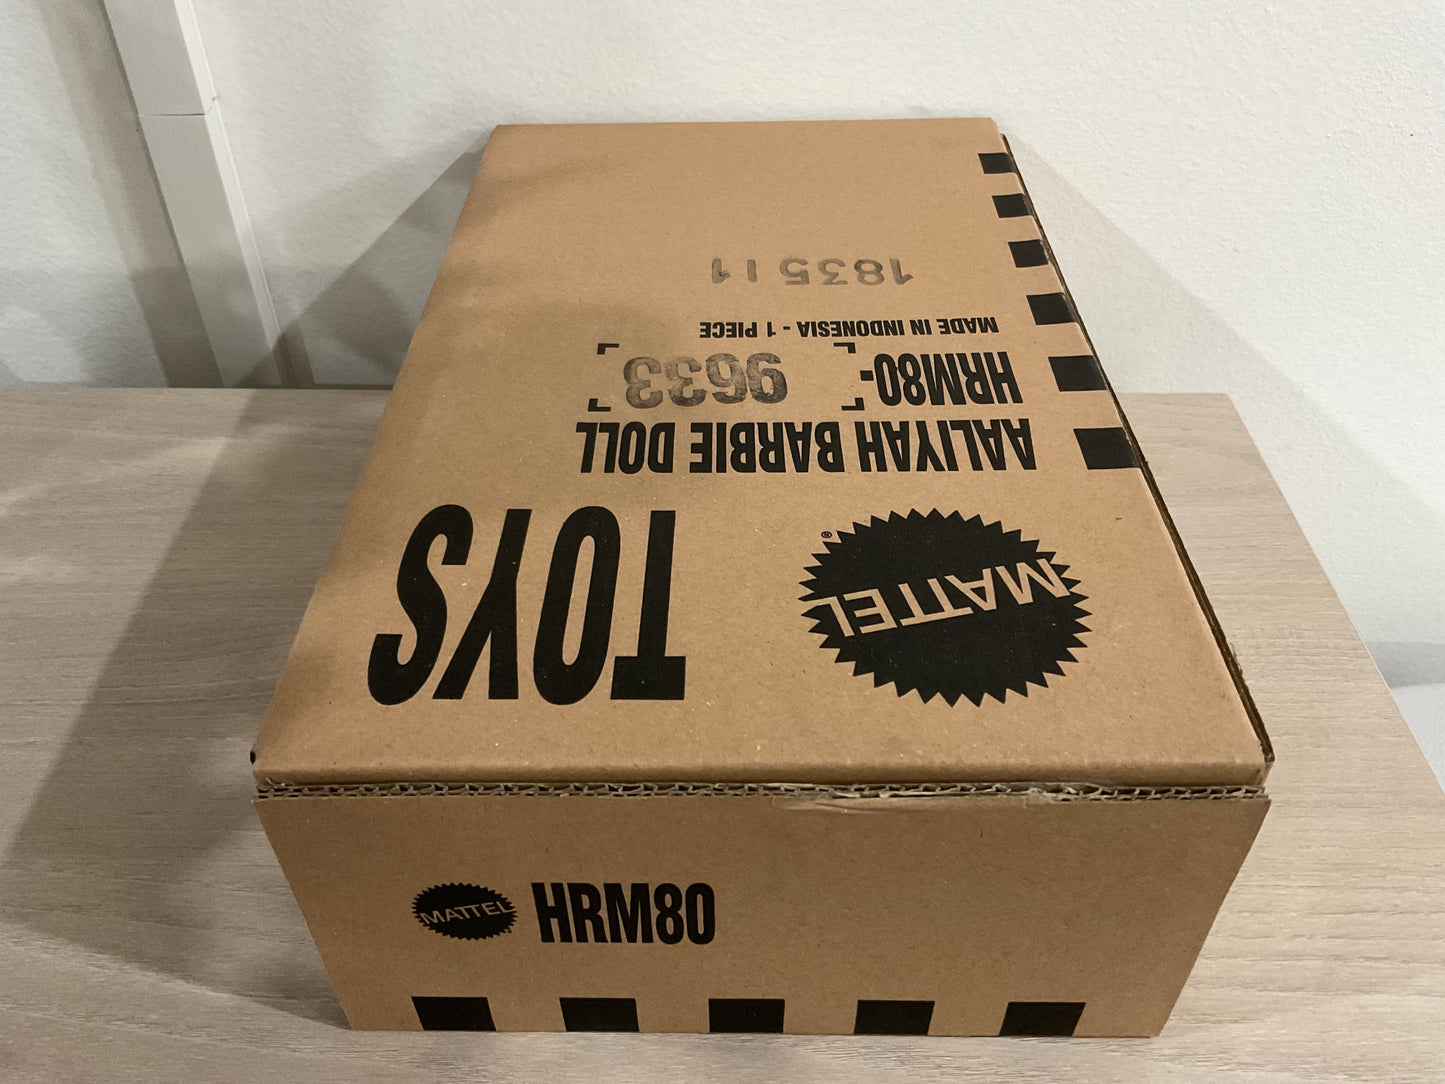 MATTEL®
TOYS
AALIYAH BARBIE DOLL
HRM80-9633
MADE IN INDONESIA - 1 PIECE
1835 11
MATTEL® HRM80